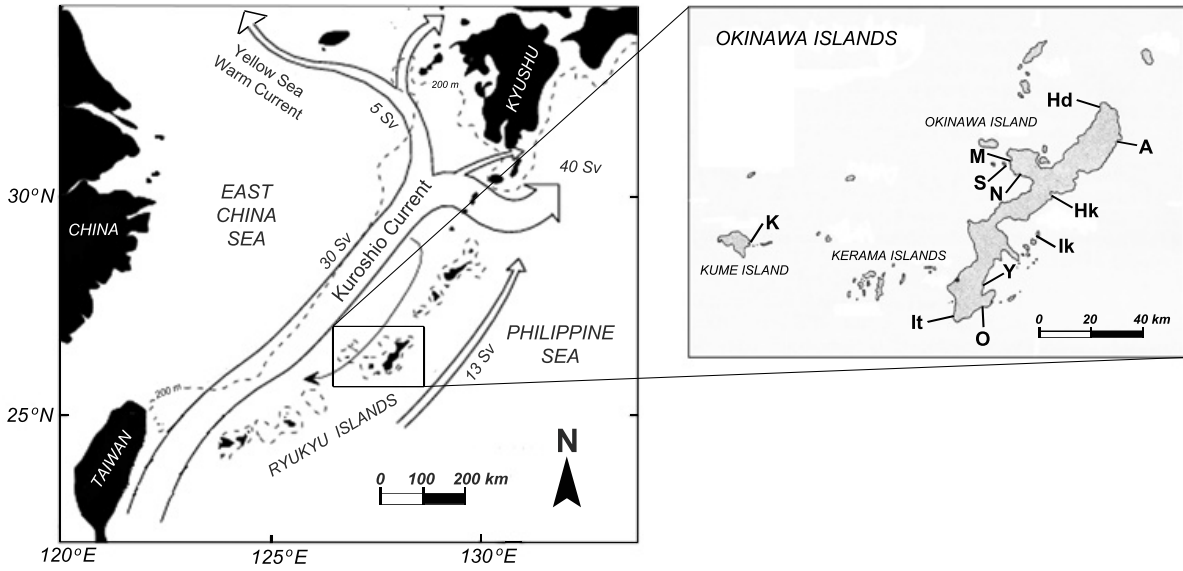 Yellow Sea
Warm Current
200 m
5 Sv
KYUSHU
40 Sv
30°N
EAST
CHINA
SEA
CHINA
30 Sv
Kuroshio Current
PHILIPPINE
SEA
13 Sv
200 m
25°N
RYUKYU ISLANDS
TAIWAN
N
0 100 200 km
120°E
125°E
130°E
OKINAWA ISLANDS
Hd
OKINAWA ISLAND
A
M
S
N
Hk
K
Ik
KERAMA ISLANDS
KUME ISLAND
Y
It
O
0 20 40 km